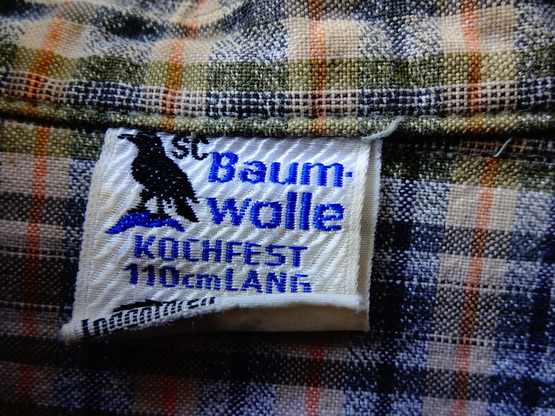 SC
Baum-
wolle
KOCHFEST
110cm LANG